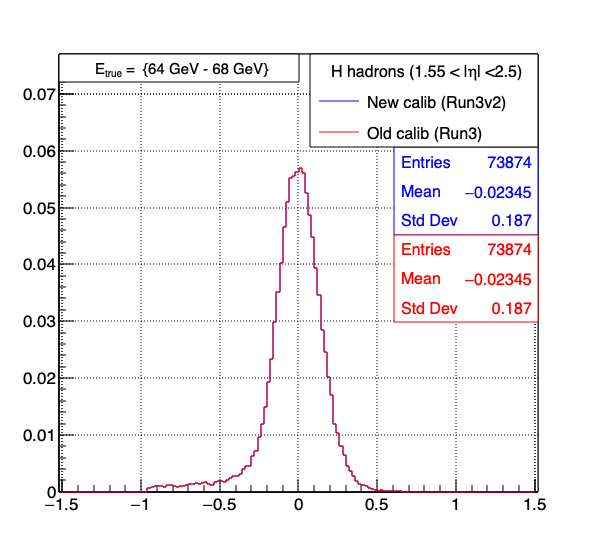 E_true = {64 GeV - 68 GeV}
H hadrons (1.55 < |η| <2.5)
New calib (Run3v2)
Old calib (Run3)
Entries 73874
Mean −0.02345
Std Dev 0.187
Entries 73874
Mean −0.02345
Std Dev 0.187
0.07
0.06
0.05
0.04
0.03
0.02
0.01
0
−1.5 −1 −0.5 0 0.5 1 1.5